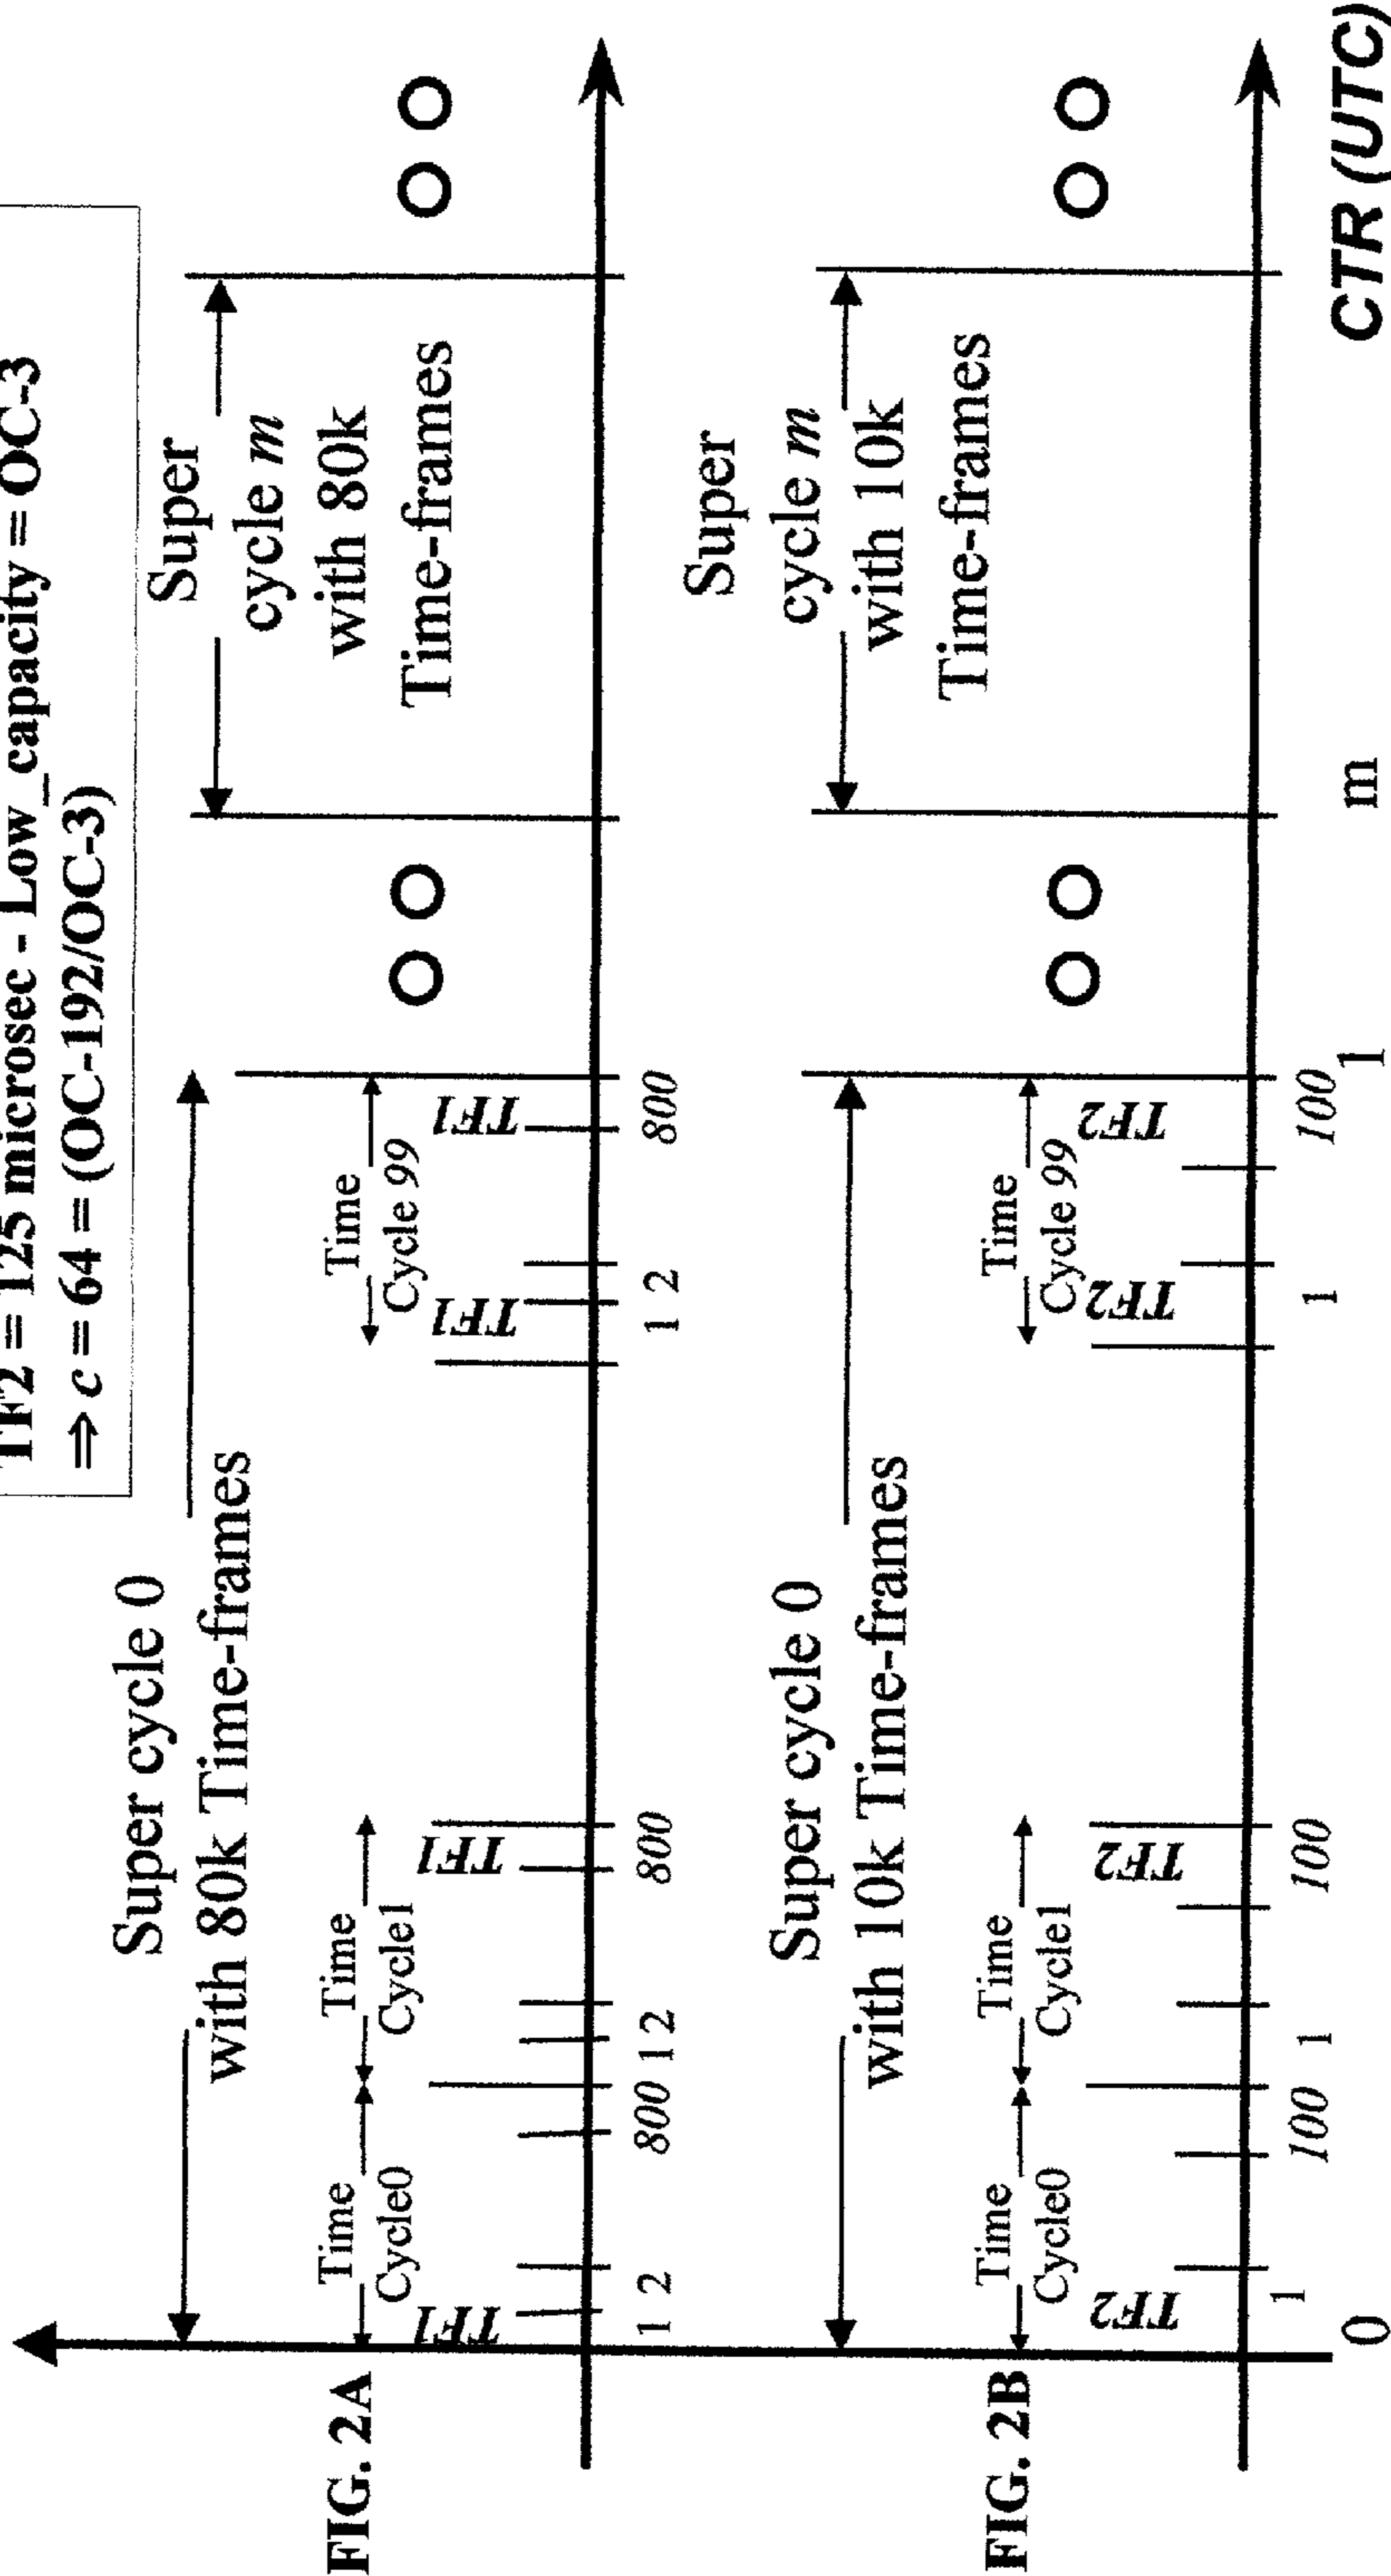 TF2 = 125 microsec - Low_capacity = OC-3
⇒ c = 64 = (OC-192/OC-3)
FIG. 2A
Super cycle 0
with 80k Time-frames
Super
cycle m
with 80k
Time-frames
Time
Cycle0
Time
Cycle1
Time
Cycle 99
TF1
TF1
TF1
TF1
1 2
800
1 2
800
1 2
800
FIG. 2B
Super cycle 0
with 10k Time-frames
Super
cycle m
with 10k
Time-frames
Time
Cycle0
Time
Cycle1
Time
Cycle 99
TF2
TF2
TF2
TF2
1
100
1
100
1
100
0
1
m
CTR (UTC)